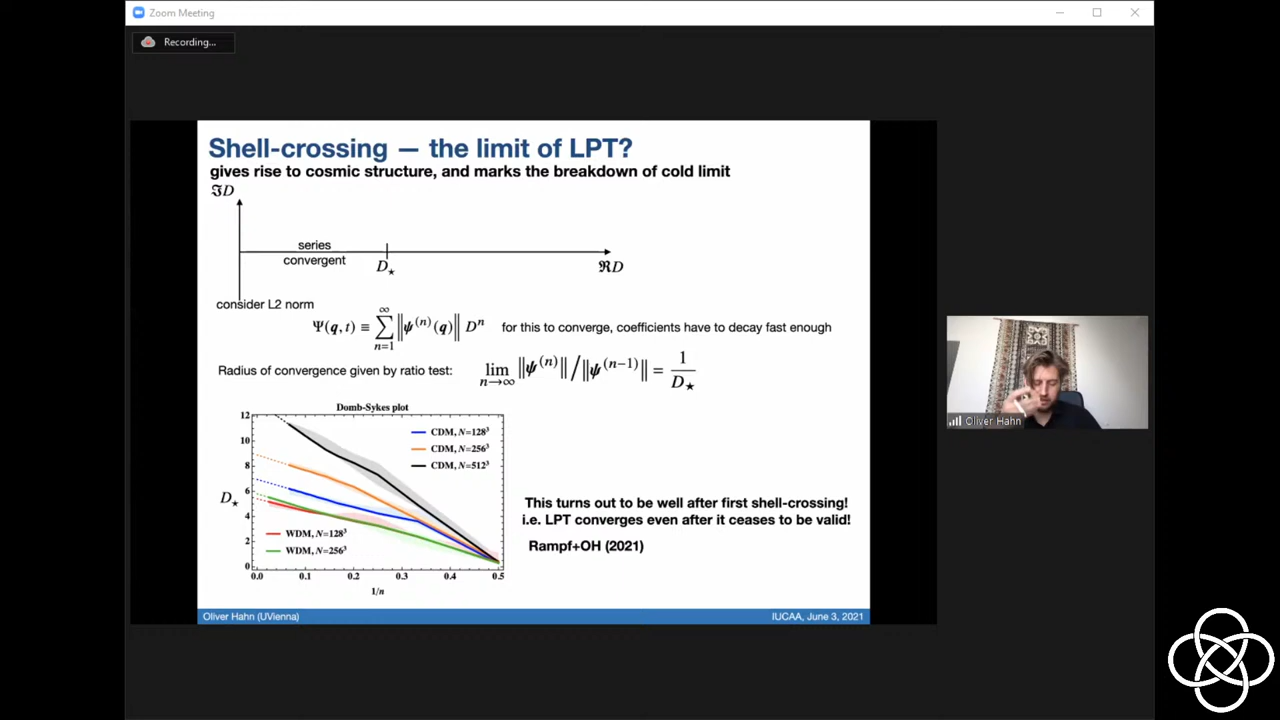 Zoom Meeting
Recording...
Shell-crossing — the limit of LPT?
gives rise to cosmic structure, and marks the breakdown of cold limit
ℑD
series
convergent
D⋆
ℜD
consider L2 norm
Ψ(q, t) ≡ ∑_{n=1}^{∞} ‖ψ^{(n)}(q)‖ D^n for this to converge, coefficients have to decay fast enough
Radius of convergence given by ratio test: lim_{n→∞} ‖ψ^{(n)}‖ / ‖ψ^{(n−1)}‖ = 1/D⋆
Domb-Sykes plot
12
10
8
6
4
2
0
D⋆
CDM, N=128³
CDM, N=256³
CDM, N=512³
WDM, N=128³
WDM, N=256³
0.0 0.1 0.2 0.3 0.4 0.5
1/n
This turns out to be well after first shell-crossing!
i.e. LPT converges even after it ceases to be valid!
Rampf+OH (2021)
Oliver Hahn (UVienna) IUCAA, June 3, 2021
Oliver Hahn